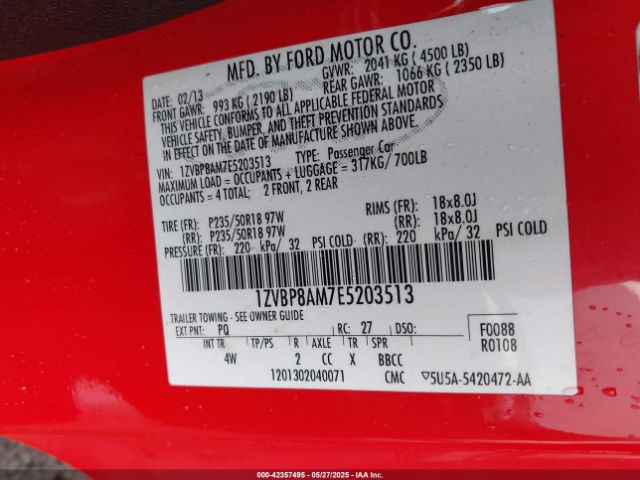 MFD. BY FORD MOTOR CO.
DATE: 02/13 GVWR: 2041 KG (4500 LB)
FRONT GAWR: 993 KG (2190 LB) REAR GAWR: 1066 KG (2350 LB)
THIS VEHICLE CONFORMS TO ALL APPLICABLE FEDERAL MOTOR
VEHICLE SAFETY, BUMPER, AND THEFT PREVENTION STANDARDS
IN EFFECT ON THE DATE OF MANUFACTURE SHOWN ABOVE.
VIN: 1ZVBP8AM7E5203513 TYPE: Passenger Car
MAXIMUM LOAD = OCCUPANTS + LUGGAGE = 317KG/700LB
OCCUPANTS = 4 TOTAL: 2 FRONT, 2 REAR
TIRE (FR): P235/50R18 97W RIMS (FR): 18x8.0J
(RR): P235/50R18 97W (RR): 18x8.0J
PRESSURE (FR): 220 kPa/ 32 PSI COLD (RR): 220 kPa/ 32 PSI COLD
1ZVBP8AM7E5203513
TRAILER TOWING - SEE OWNER GUIDE
EXT PNT: PQ RC: 27 DSO: F0088
INT TR TP/PS R AXLE TR SPR R0108
4W 2 CC X BBCC
1201302040071 CMC ▽5U5A-5420472-AA
000-42357495 - 05/27/2025 - IAAI.COM